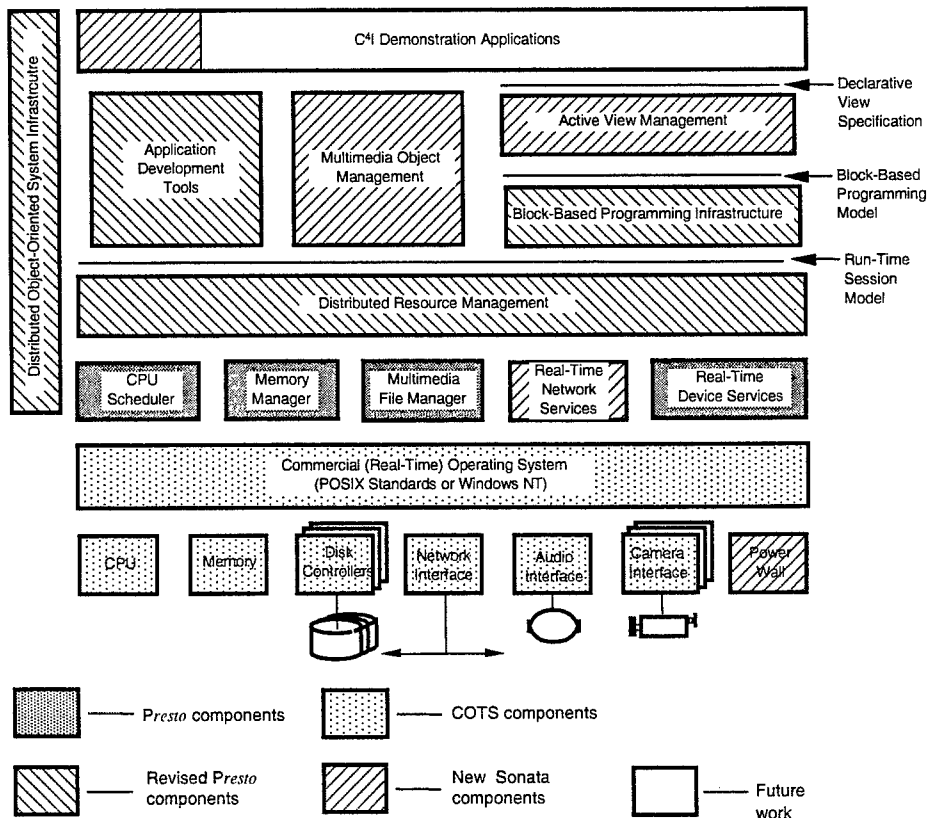 Distributed Object-Oriented System Infrastrcutre
C⁴I Demonstration Applications
Declarative
View
Specification
Application
Development
Tools
Multimedia Object
Management
Active View Management
Block-Based
Programming
Model
Block-Based Programming Infrastructure
Run-Time
Session
Model
Distributed Resource Management
CPU
Scheduler
Memory
Manager
Multimedia
File Manager
Real-Time
Network
Services
Real-Time
Device Services
Commercial (Real-Time) Operating System
(POSIX Standards or Windows NT)
CPU
Memory
Disk
Controllers
Network
Interface
Audio
Interface
Camera
Interface
Power
Wall
Presto components
COTS components
Revised Presto
components
New Sonata
components
Future
work